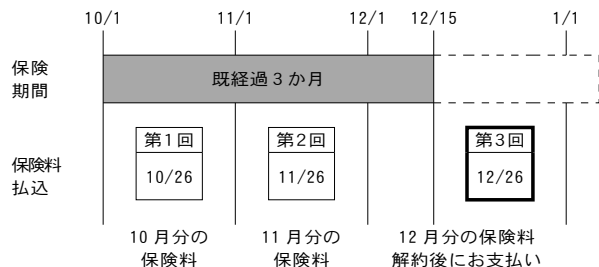 10/1 11/1 12/1 12/15 1/1
保険
期間
既経過３か月
保険料
払込
第１回 第２回 第３回
10/26 11/26 12/26
10 月分の
保険料
11 月分の
保険料
12 月分の保険料
解約後にお支払い